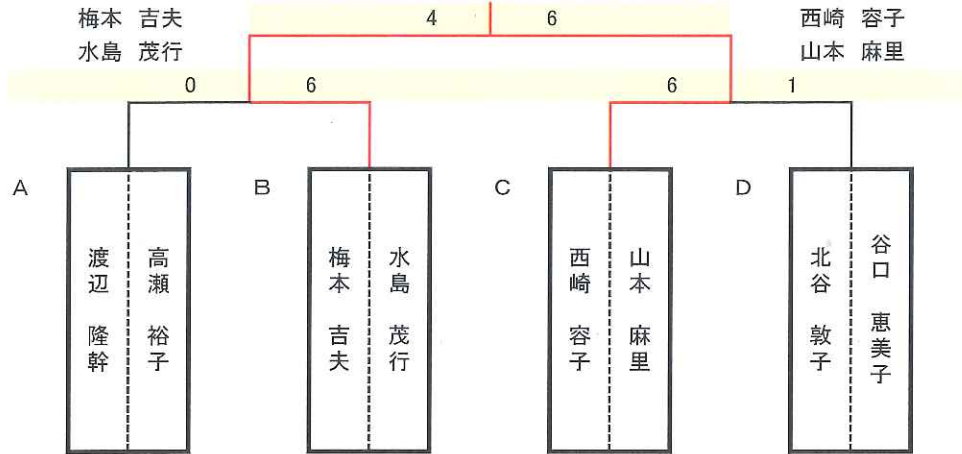 梅本 吉夫
水島 茂行
4 6
西崎 容子
山本 麻里
0 6
6 1
A
渡辺 隆幹
高瀬 裕子
B
梅本 吉夫
水島 茂行
C
西崎 容子
山本 麻里
D
北谷 敦子
谷口 恵美子